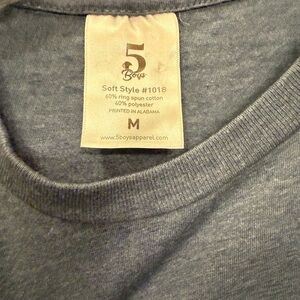 5
Boys
Soft Style #1018
60% ring spun cotton
40% polyester
PRINTED IN ALABAMA
M
www.5boysapparel.com